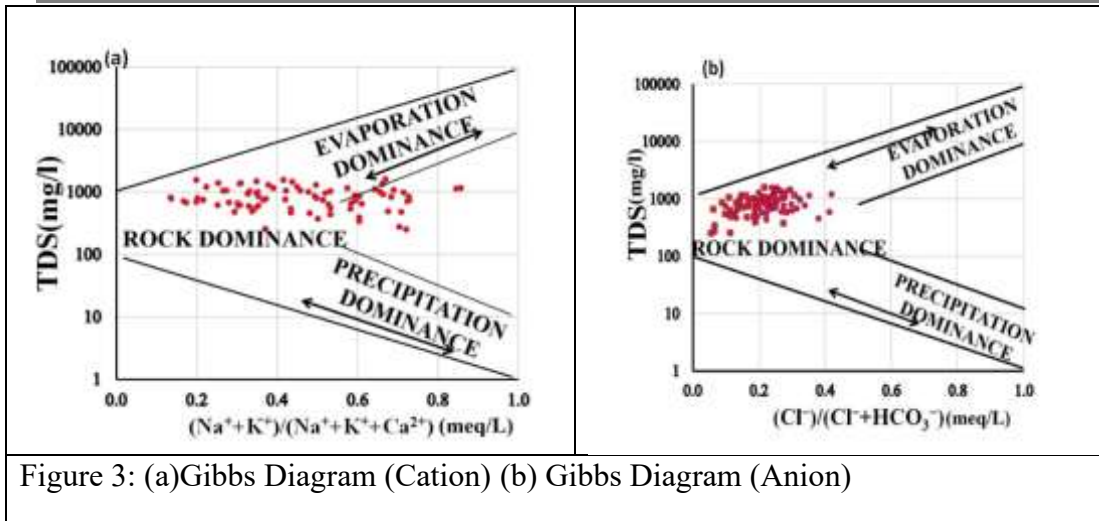 (a)
100000
10000
1000
100
10
1
TDS(mg/l)
EVAPORATION
DOMINANCE
ROCK DOMINANCE
PRECIPITATION
DOMINANCE
0.0 0.2 0.4 0.6 0.8 1.0
(Na⁺+K⁺)/(Na⁺+K⁺+Ca²⁺) (meq/L)
(b)
100000
10000
1000
100
10
1
TDS(mg/l)
EVAPORATION
DOMINANCE
ROCK DOMINANCE
PRECIPITATION
DOMINANCE
0.0 0.2 0.4 0.6 0.8 1.0
(Cl⁻)/(Cl⁻+HCO₃⁻)(meq/L)
Figure 3: (a)Gibbs Diagram (Cation) (b) Gibbs Diagram (Anion)